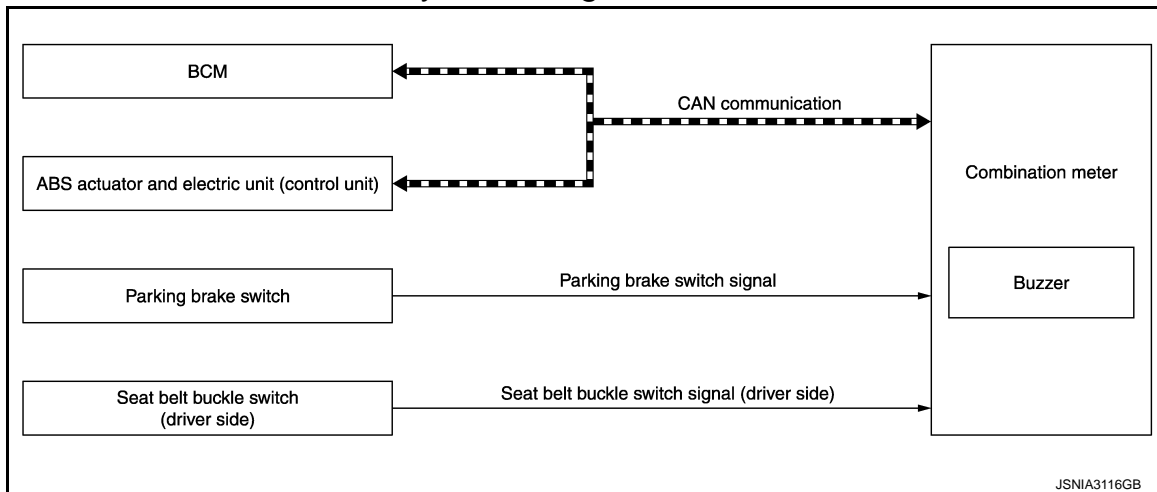 BCM
CAN communication
ABS actuator and electric unit (control unit)
Combination meter
Parking brake switch
Parking brake switch signal
Buzzer
Seat belt buckle switch
(driver side)
Seat belt buckle switch signal (driver side)
JSNIA3116GB